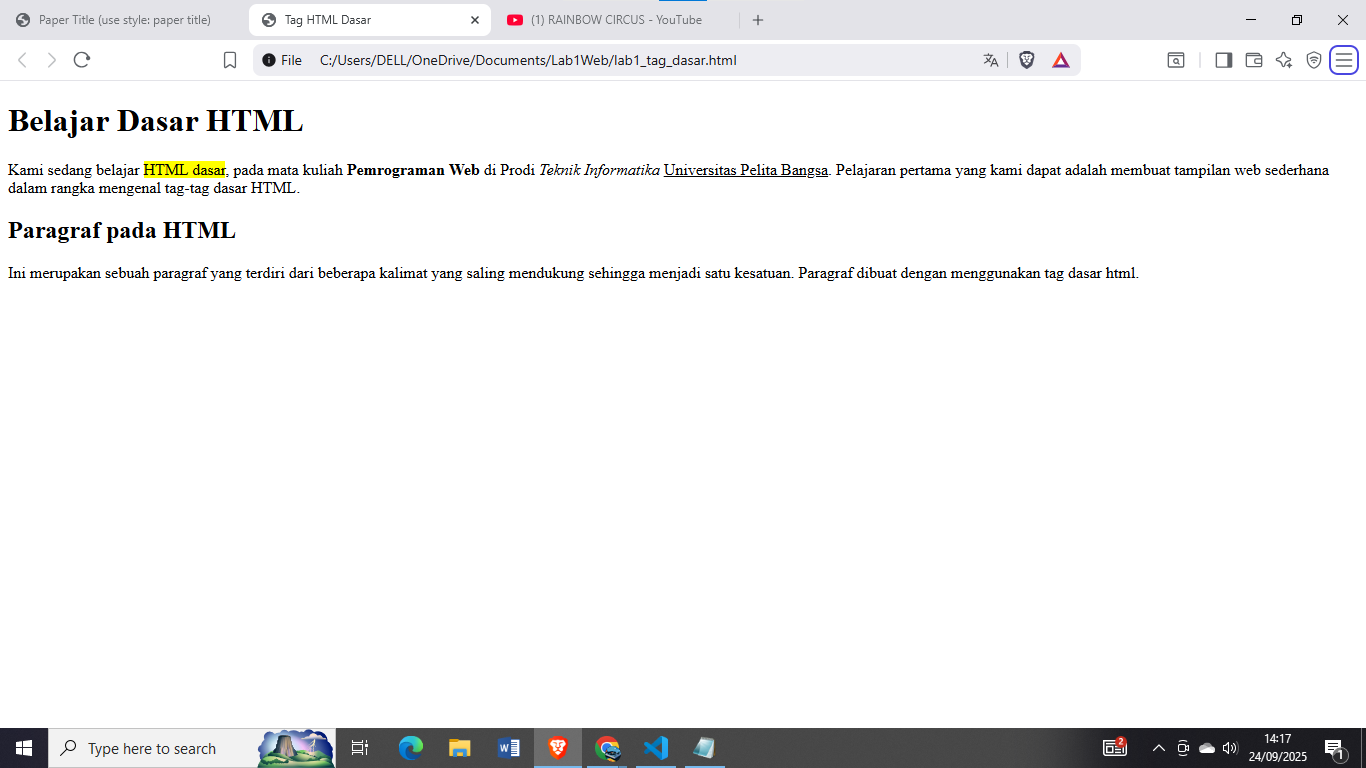 Paper Title (use style: paper title)
Tag HTML Dasar
(1) RAINBOW CIRCUS - YouTube
File C:/Users/DELL/OneDrive/Documents/Lab1Web/lab1_tag_dasar.html
Belajar Dasar HTML
Kami sedang belajar HTML dasar, pada mata kuliah Pemrograman Web di Prodi Teknik Informatika Universitas Pelita Bangsa. Pelajaran pertama yang kami dapat adalah membuat tampilan web sederhana
dalam rangka mengenal tag-tag dasar HTML.
Paragraf pada HTML
Ini merupakan sebuah paragraf yang terdiri dari beberapa kalimat yang saling mendukung sehingga menjadi satu kesatuan. Paragraf dibuat dengan menggunakan tag dasar html.
Type here to search
2
14:17
24/09/2025
1